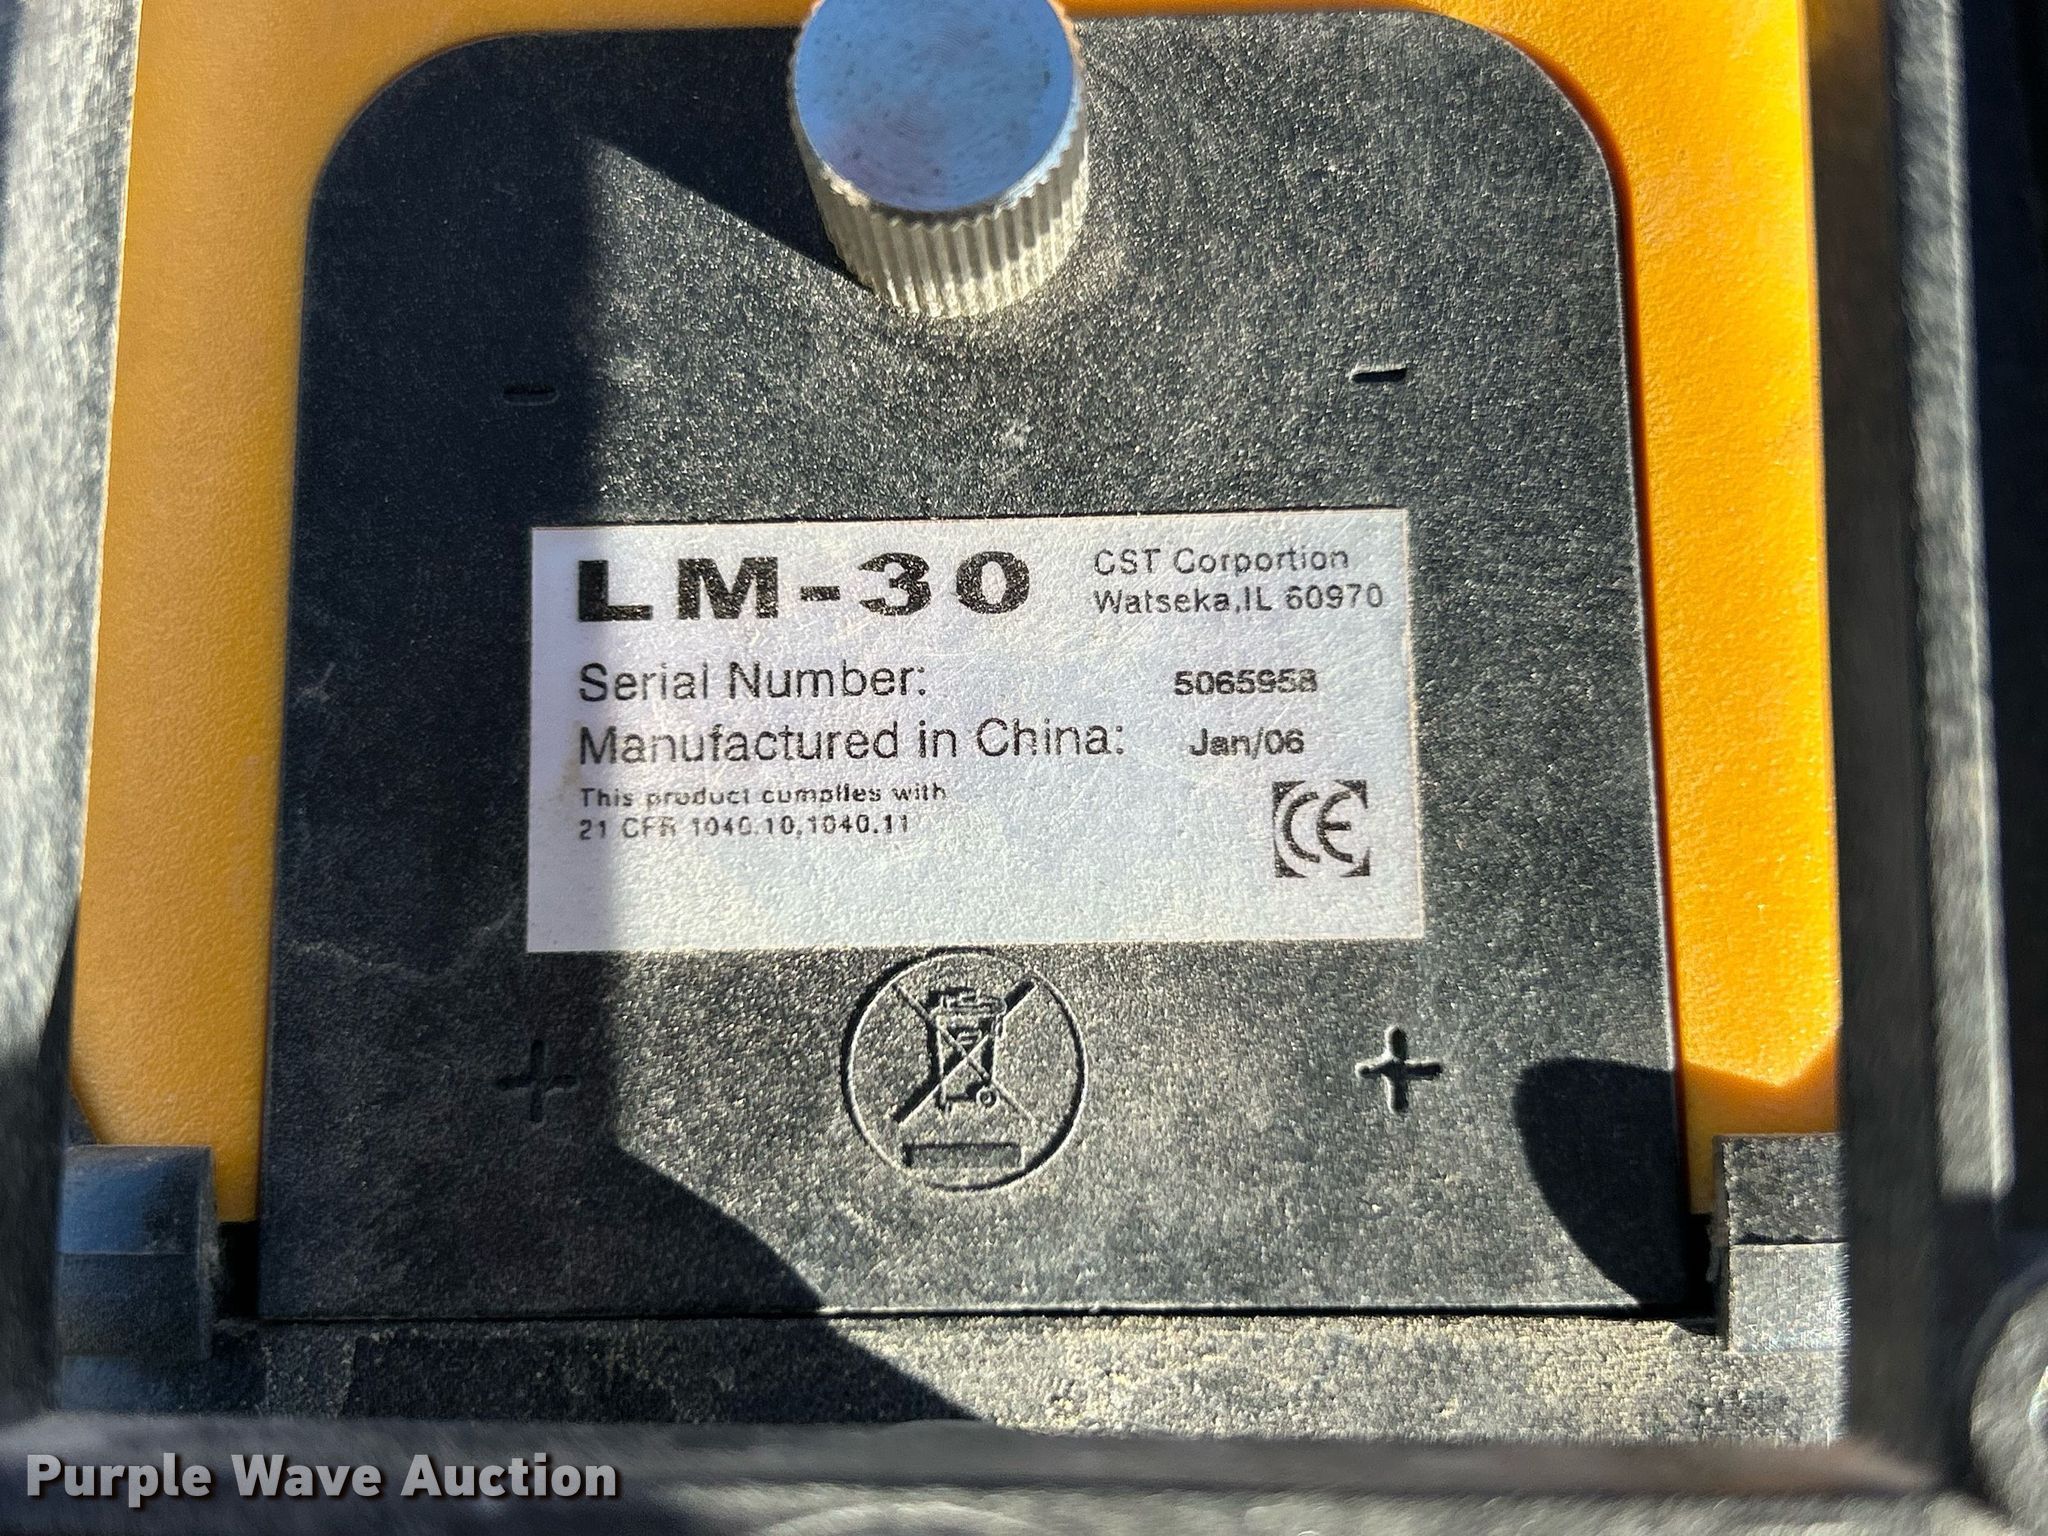 LM-30
CST Corportion
Watseka,IL 60970
Serial Number: 5065958
Manufactured in China: Jan/06
This product cumplies with
21 CFR 1040.10,1040.11
CE
Purple Wave Auction